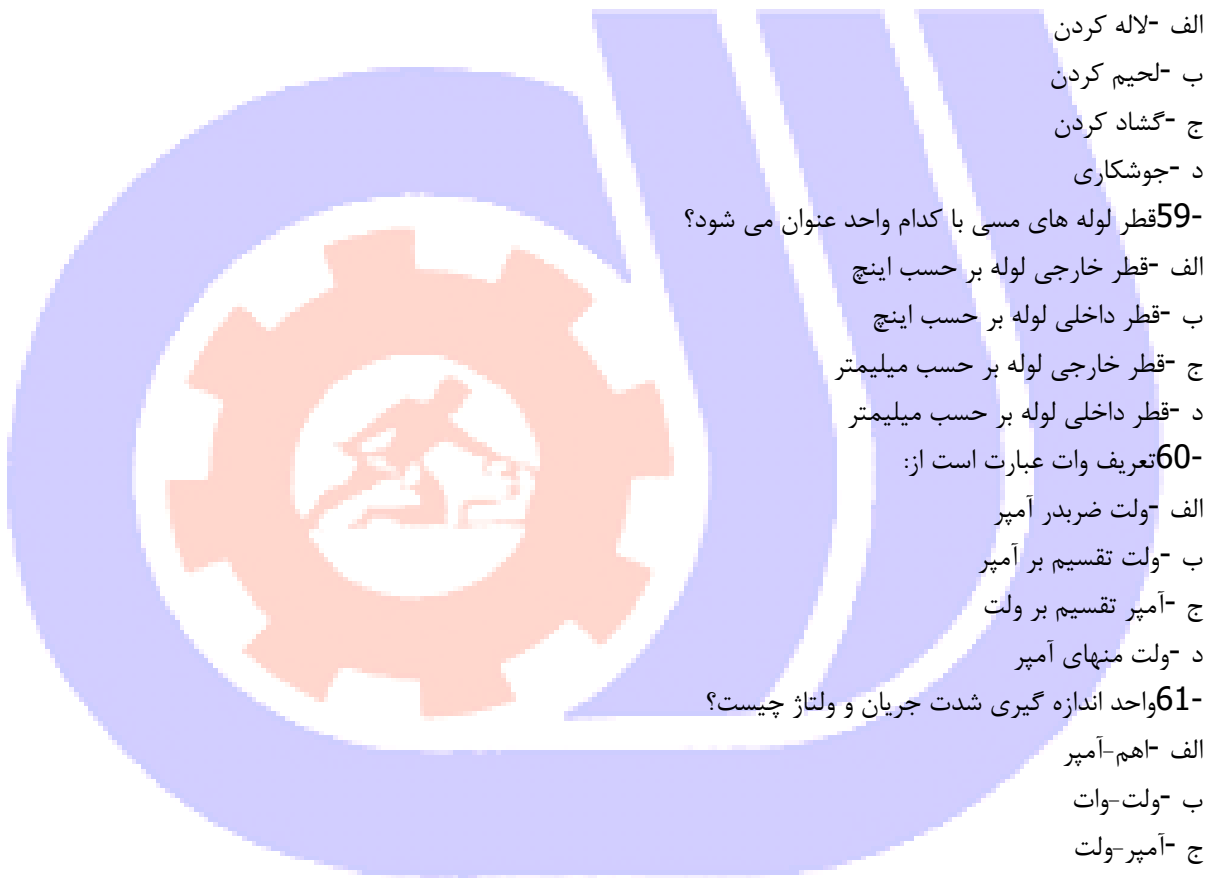 الف -لاله کردن
ب -لحیم کردن
ج -گشاد کردن
د -جوشکاری
-59قطر لوله های مسی با کدام واحد عنوان می شود؟
الف -قطر خارجی لوله بر حسب اینچ
ب -قطر داخلی لوله بر حسب اینچ
ج -قطر خارجی لوله بر حسب میلیمتر
د -قطر داخلی لوله بر حسب میلیمتر
-60تعریف وات عبارت است از:
الف -ولت ضربدر آمپر
ب -ولت تقسیم بر آمپر
ج -آمپر تقسیم بر ولت
د -ولت منهای آمپر
-61واحد اندازه گیری شدت جریان و ولتاژ چیست؟
الف -اهم-آمپر
ب -ولت-وات
ج -آمپر-ولت